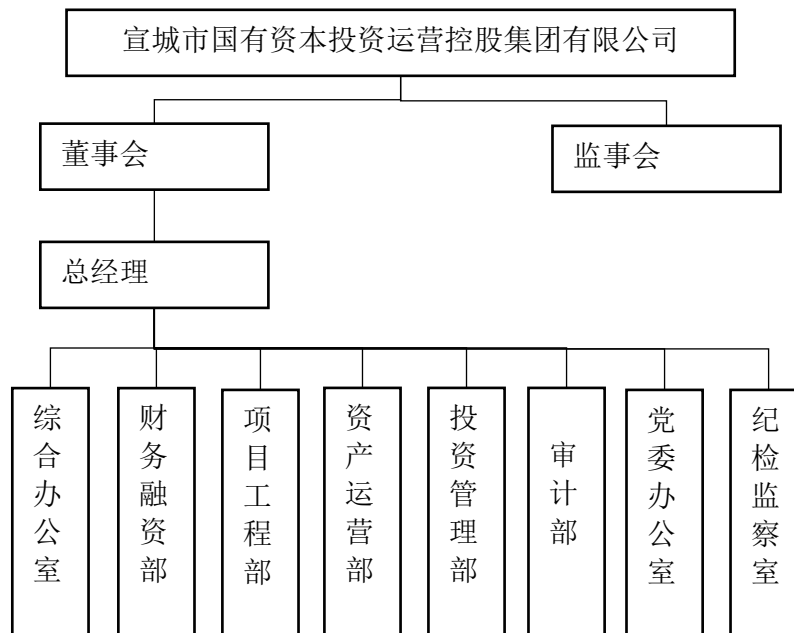 宣城市国有资本投资运营控股集团有限公司
董事会
监事会
总经理
综合办公室
财务融资部
项目工程部
资产运营部
投资管理部
审计部
党委办公室
纪检监察室